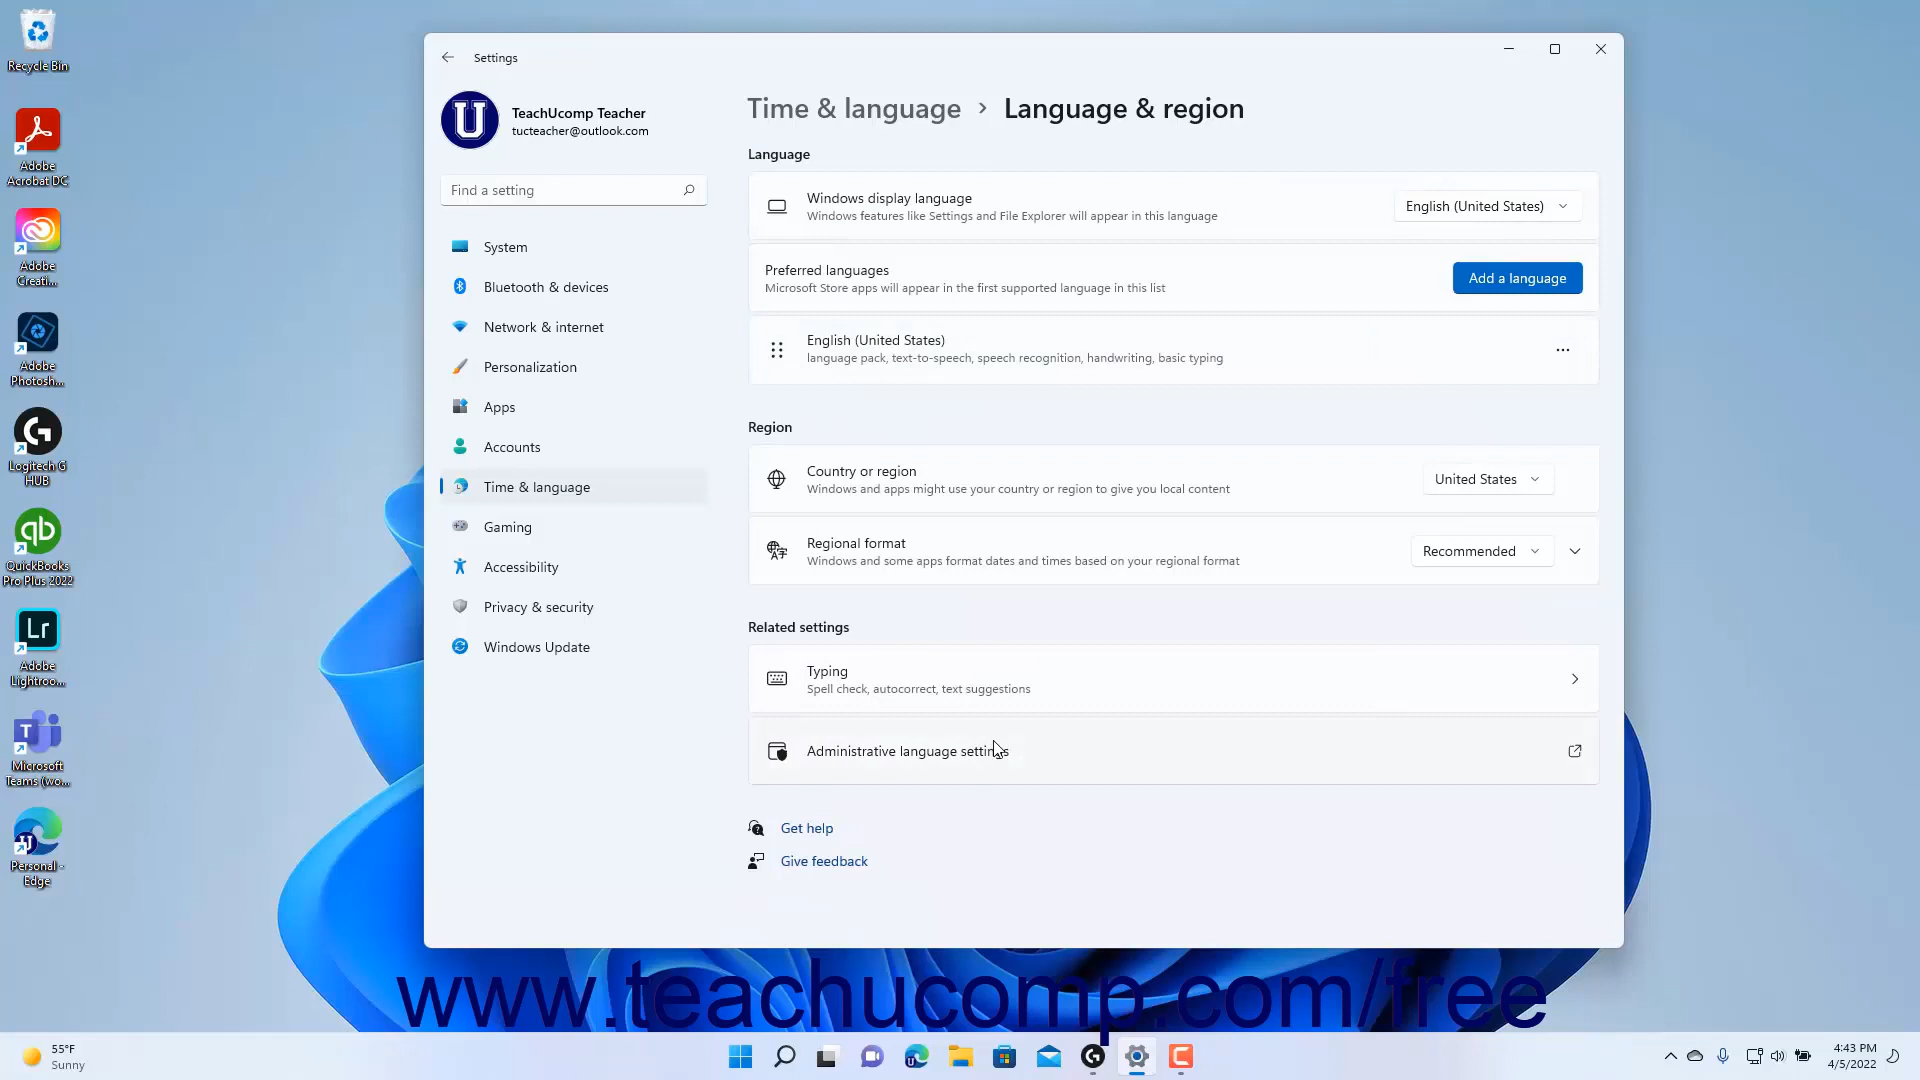 Recycle Bin
Adobe
Acrobat DC
Adobe
Creati...
Adobe
Photosh...
Logitech G
HUB
QuickBooks
Pro Plus 2022
Adobe
Lightroo...
Microsoft
Teams (wo...
Personal -
Edge
Settings
TeachUcomp Teacher
tucteacher@outlook.com
Find a setting
System
Bluetooth & devices
Network & internet
Personalization
Apps
Accounts
Time & language
Gaming
Accessibility
Privacy & security
Windows Update
Time & language > Language & region
Language
Windows display language
Windows features like Settings and File Explorer will appear in this language
English (United States)
Preferred languages
Microsoft Store apps will appear in the first supported language in this list
Add a language
English (United States)
language pack, text-to-speech, speech recognition, handwriting, basic typing
Region
Country or region
Windows and apps might use your country or region to give you local content
United States
Regional format
Windows and some apps format dates and times based on your regional format
Recommended
Related settings
Typing
Spell check, autocorrect, text suggestions
Administrative language settings
Get help
Give feedback
www.teachucomp.com/free
55°F
Sunny
4:43 PM
4/5/2022